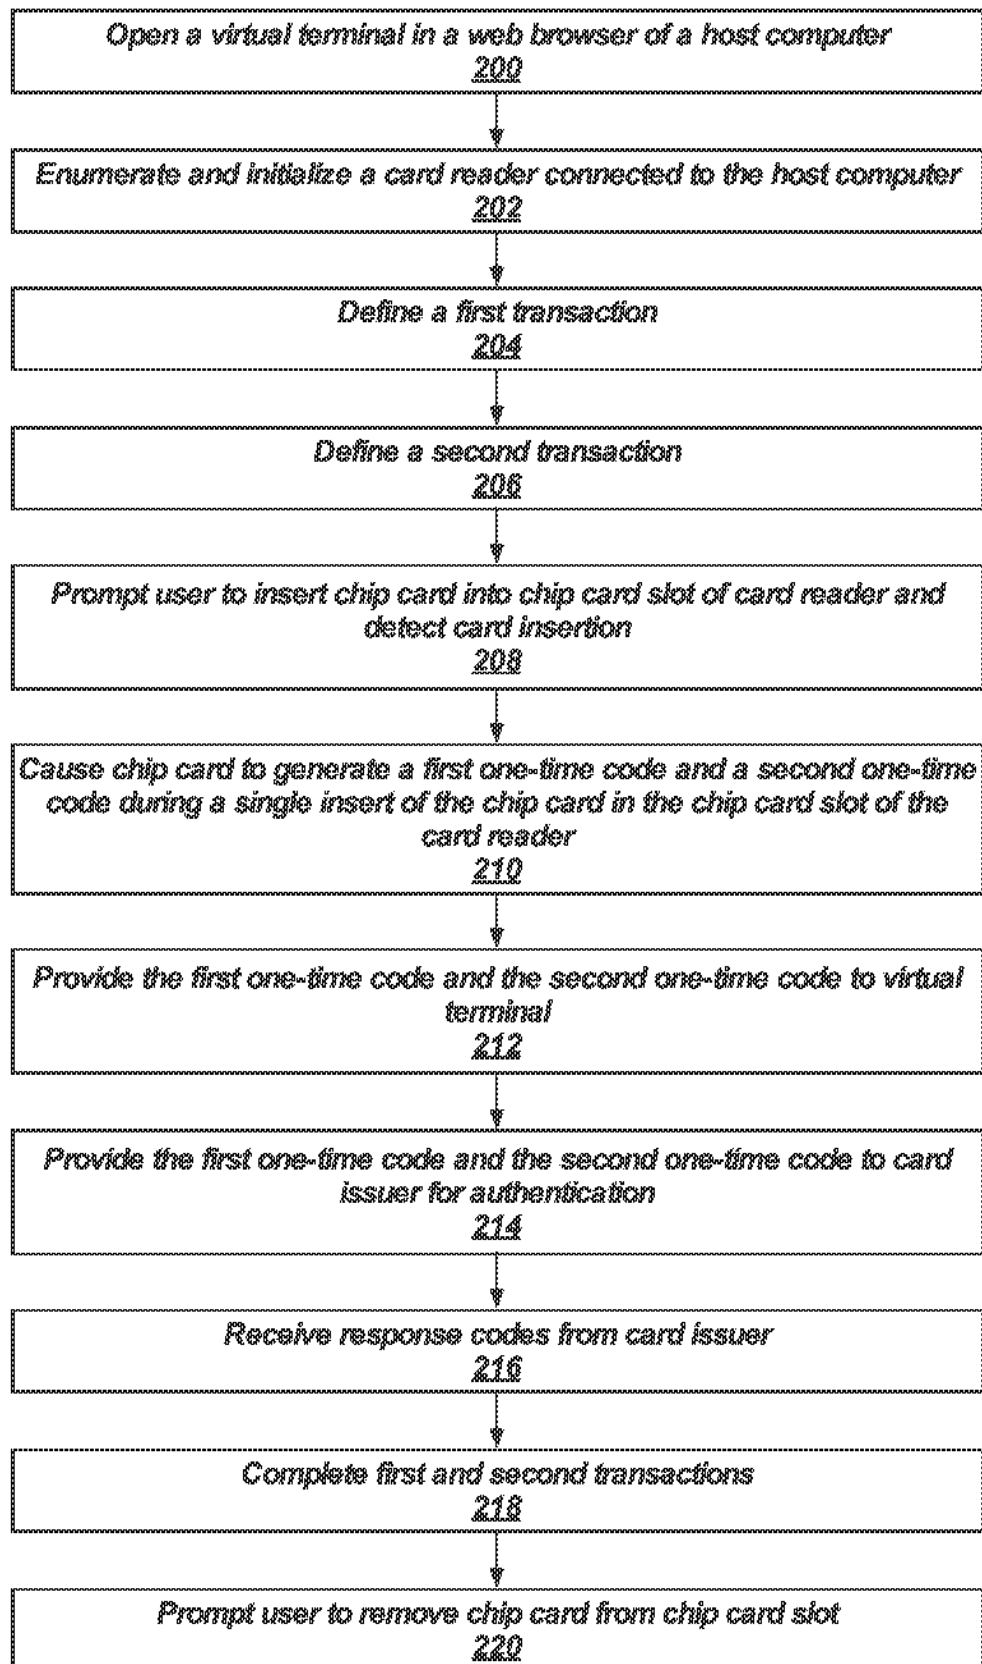 Open a virtual terminal in a web browser of a host computer
200
Enumerate and initialize a card reader connected to the host computer
202
Define a first transaction
204
Define a second transaction
206
Prompt user to insert chip card into chip card slot of card reader and
detect card insertion
208
Cause chip card to generate a first one-time code and a second one-time
code during a single insert of the chip card in the chip card slot of the
card reader
210
Provide the first one-time code and the second one-time code to virtual
terminal
212
Provide the first one-time code and the second one-time code to card
issuer for authentication
214
Receive response codes from card issuer
216
Complete first and second transactions
218
Prompt user to remove chip card from chip card slot
220